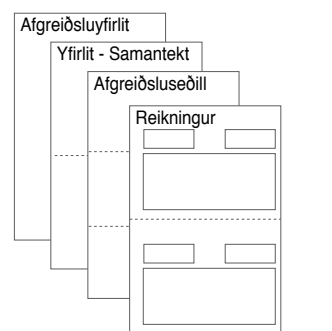 Afgreiðsluyfirlit
Yfirlit - Samantekt
Afgreiðsluseðill
Reikningur